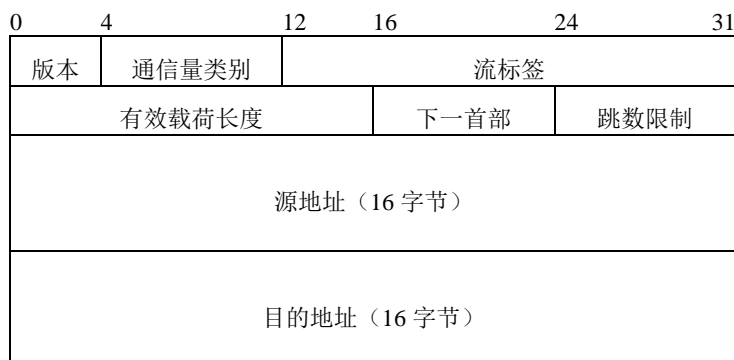 0 4 12 16 24 31
版本 通信量类别 流标签
有效载荷长度 下一首部 跳数限制
源地址（16 字节）
目的地址（16 字节）